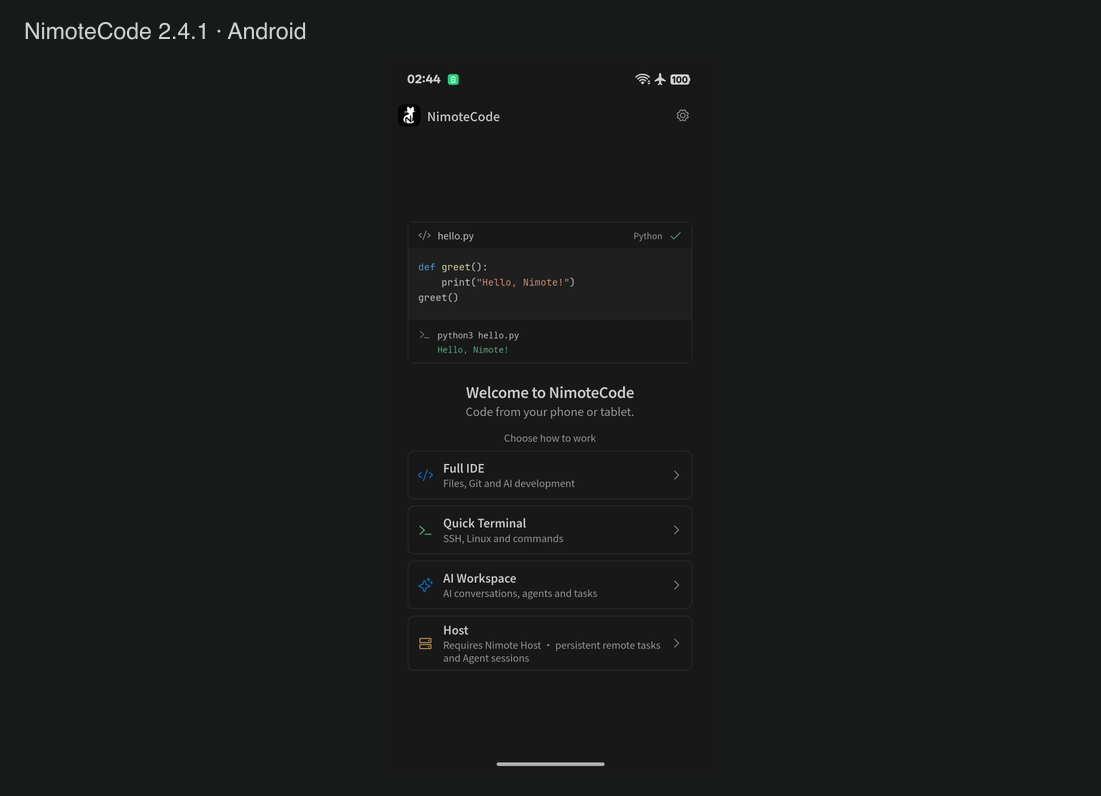 NimoteCode 2.4.1 · Android
02:44
100
NimoteCode
</> hello.py Python
def greet():
    print("Hello, Nimote!")
greet()
>_ python3 hello.py
Hello, Nimote!
Welcome to NimoteCode
Code from your phone or tablet.
Choose how to work
Full IDE
Files, Git and AI development
Quick Terminal
SSH, Linux and commands
AI Workspace
AI conversations, agents and tasks
Host
Requires Nimote Host • persistent remote tasks
and Agent sessions